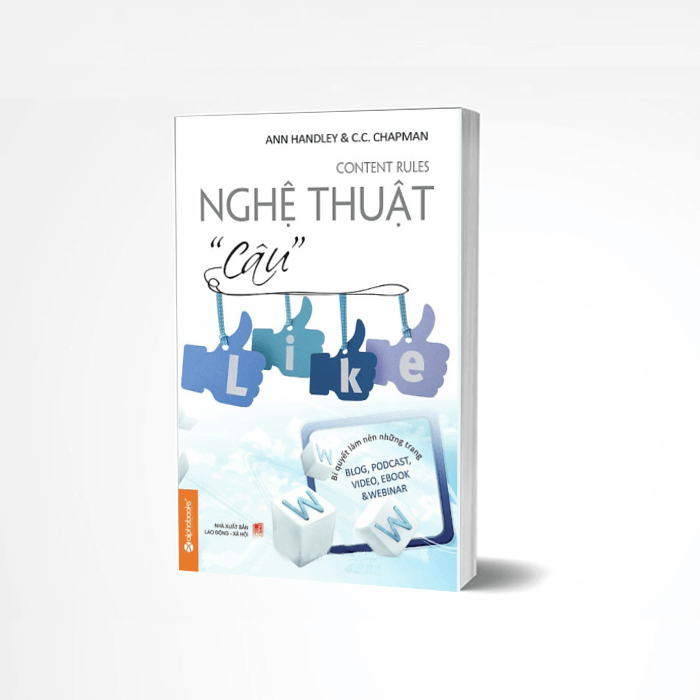 ANN HANDLEY & C.C. CHAPMAN
CONTENT RULES
NGHỆ THUẬT
"Câu"
Like
Bí quyết làm nên những trang
BLOG, PODCAST,
VIDEO, EBOOK
&WEBINAR
W
W
W
alphabooks
NHÀ XUẤT BẢN
LAO ĐỘNG - XÃ HỘI